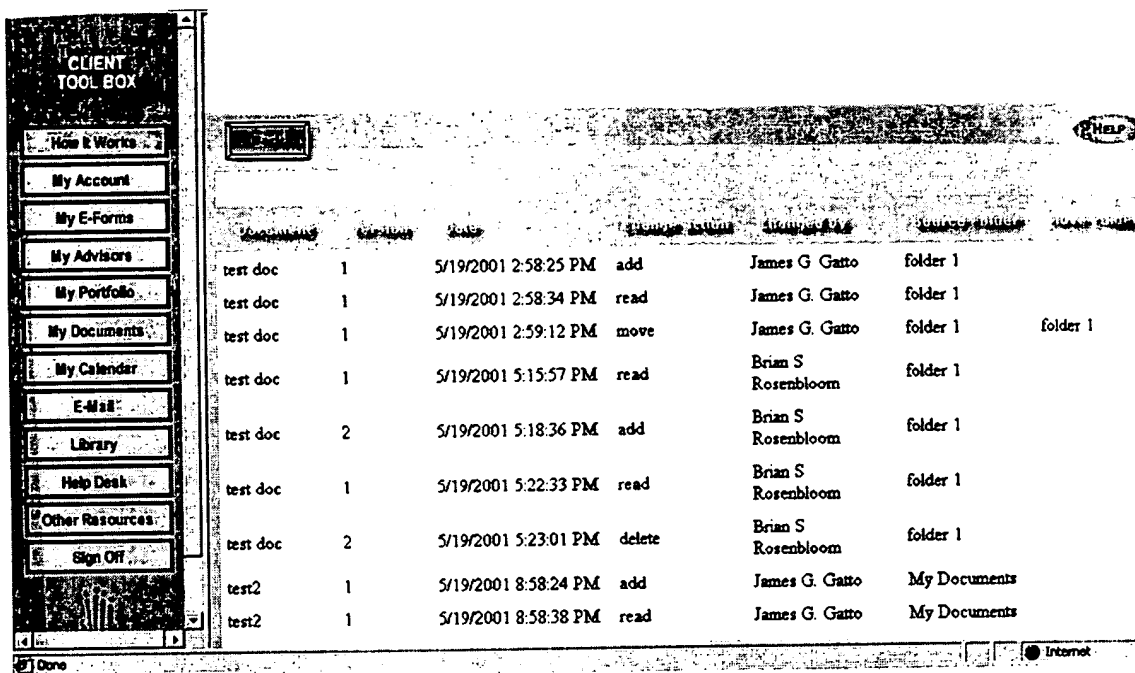 CLIENT
TOOL BOX
How It Works
My Account
My E-Forms
My Advisors
My Portfolio
My Documents
My Calendar
E-Mail
Library
Help Desk
Other Resources
Sign Off
HELP
test doc 1 5/19/2001 2:58:25 PM add James G Gatto folder 1
test doc 1 5/19/2001 2:58:34 PM read James G. Gatto folder 1
test doc 1 5/19/2001 2:59:12 PM move James G. Gatto folder 1 folder 1
test doc 1 5/19/2001 5:15:57 PM read Brian S
Rosenbloom folder 1
test doc 2 5/19/2001 5:18:36 PM add Brian S
Rosenbloom folder 1
test doc 1 5/19/2001 5:22:33 PM read Brian S
Rosenbloom folder 1
test doc 2 5/19/2001 5:23:01 PM delete Brian S
Rosenbloom folder 1
test2 1 5/19/2001 8:58:24 PM add James G. Gatto My Documents
test2 1 5/19/2001 8:58:38 PM read James G. Gatto My Documents
Done Internet